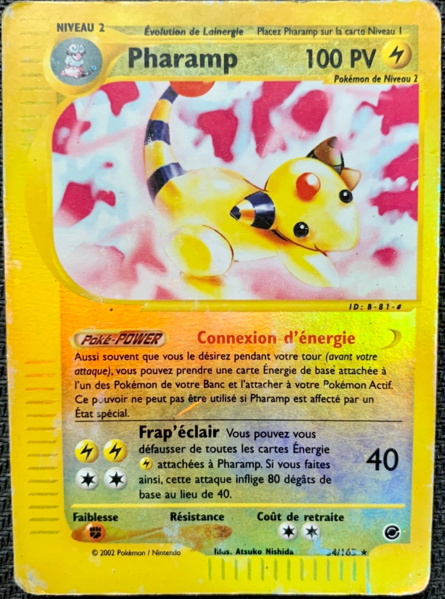 NIVEAU 2 Évolution de Lainergie Placez Pharamp sur la carte Niveau 1
Pharamp 100 PV
Pokémon de Niveau 2
ID: B-B1-#
Poké-POWER Connexion d'énergie
Aussi souvent que vous le désirez pendant votre tour (avant votre
attaque), vous pouvez prendre une carte Énergie de base attachée à
l'un des Pokémon de votre Banc et l'attacher à votre Pokémon Actif.
Ce pouvoir ne peut pas être utilisé si Pharamp est affecté par un
État spécial.
Frap'éclair Vous pouvez vous
défausser de toutes les cartes Énergie
attachées à Pharamp. Si vous faites
ainsi, cette attaque inflige 80 dégâts de
base au lieu de 40.
40
Faiblesse Résistance Coût de retraite
© 2002 Pokémon / Nintendo Illus. Atsuko Nishida